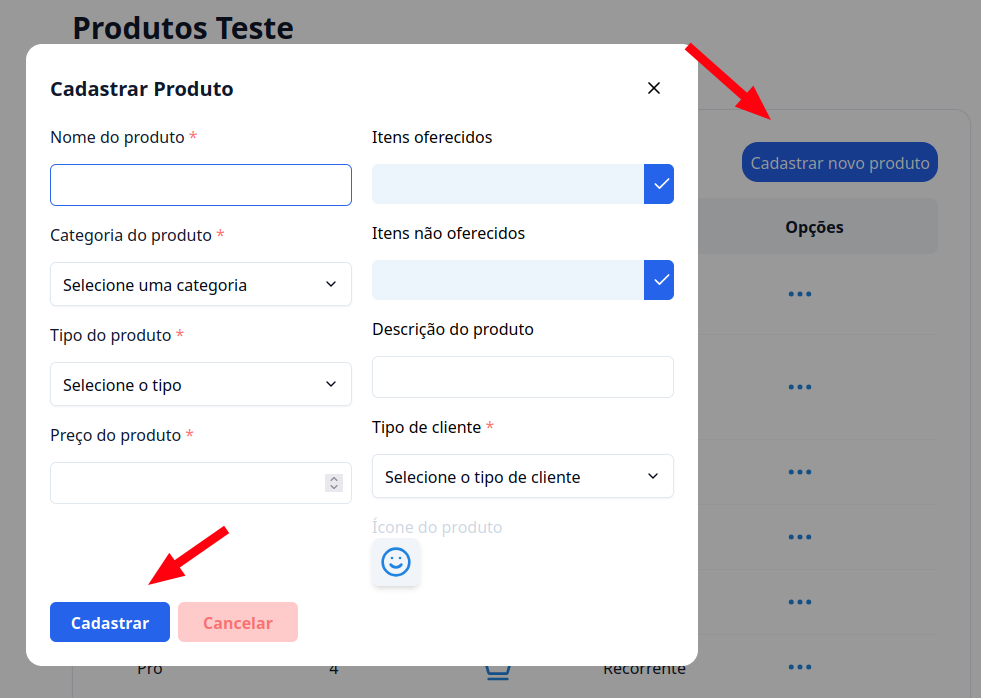 Produtos Teste
Cadastrar Produto
Nome do produto *
Itens oferecidos
Cadastrar novo produto
Categoria do produto *
Itens não oferecidos
Opções
Selecione uma categoria
Tipo do produto *
Descrição do produto
Selecione o tipo
Preço do produto *
Tipo de cliente *
Selecione o tipo de cliente
Ícone do produto
Cadastrar
Cancelar
Pro 4 Recorrente